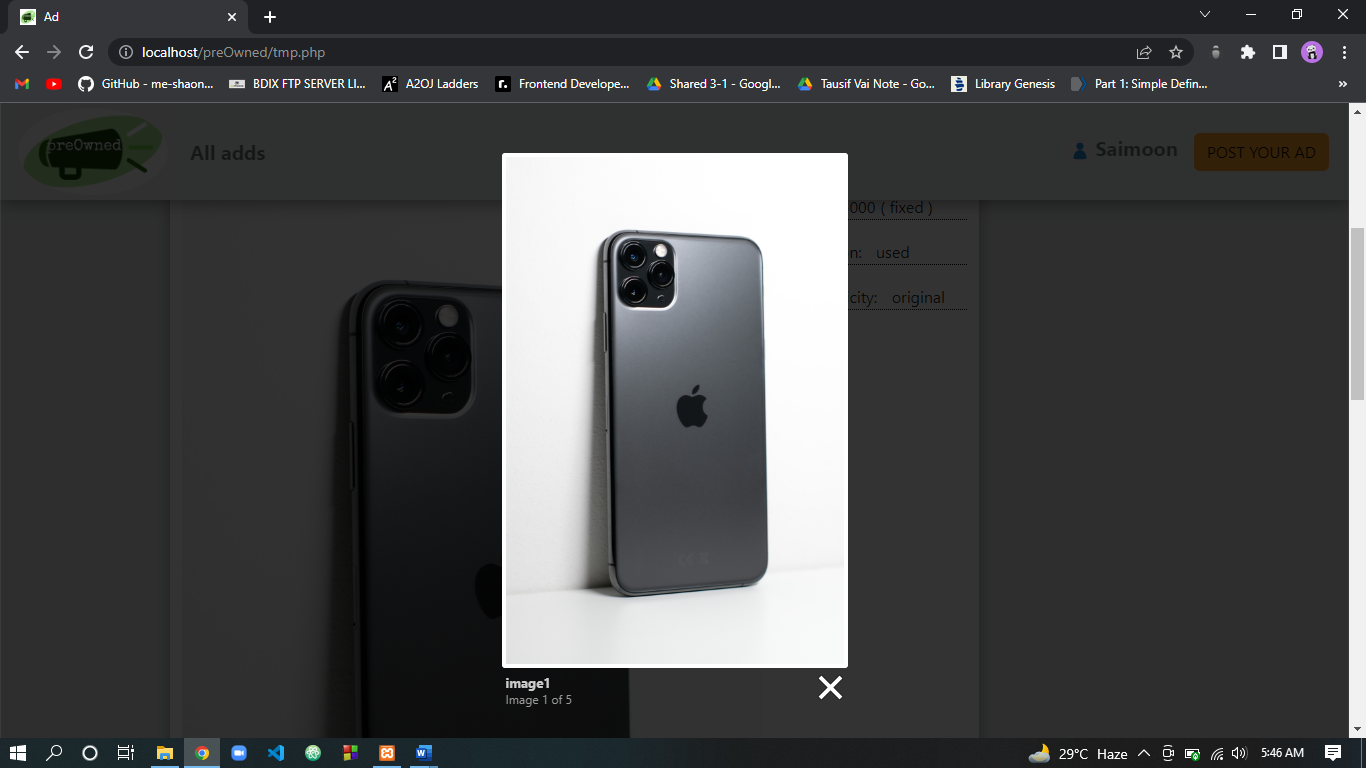 Ad
localhost/preOwned/tmp.php
GitHub - me-shaon... BDIX FTP SERVER LI... A2OJ Ladders Frontend Develope... Shared 3-1 - Googl... Tausif Vai Note - Go... Library Genesis Part 1: Simple Defin... »
preOwned
All adds
Saimoon
POST YOUR AD
000 ( fixed )
n: used
city: original
image1
Image 1 of 5
29°C Haze 5:46 AM